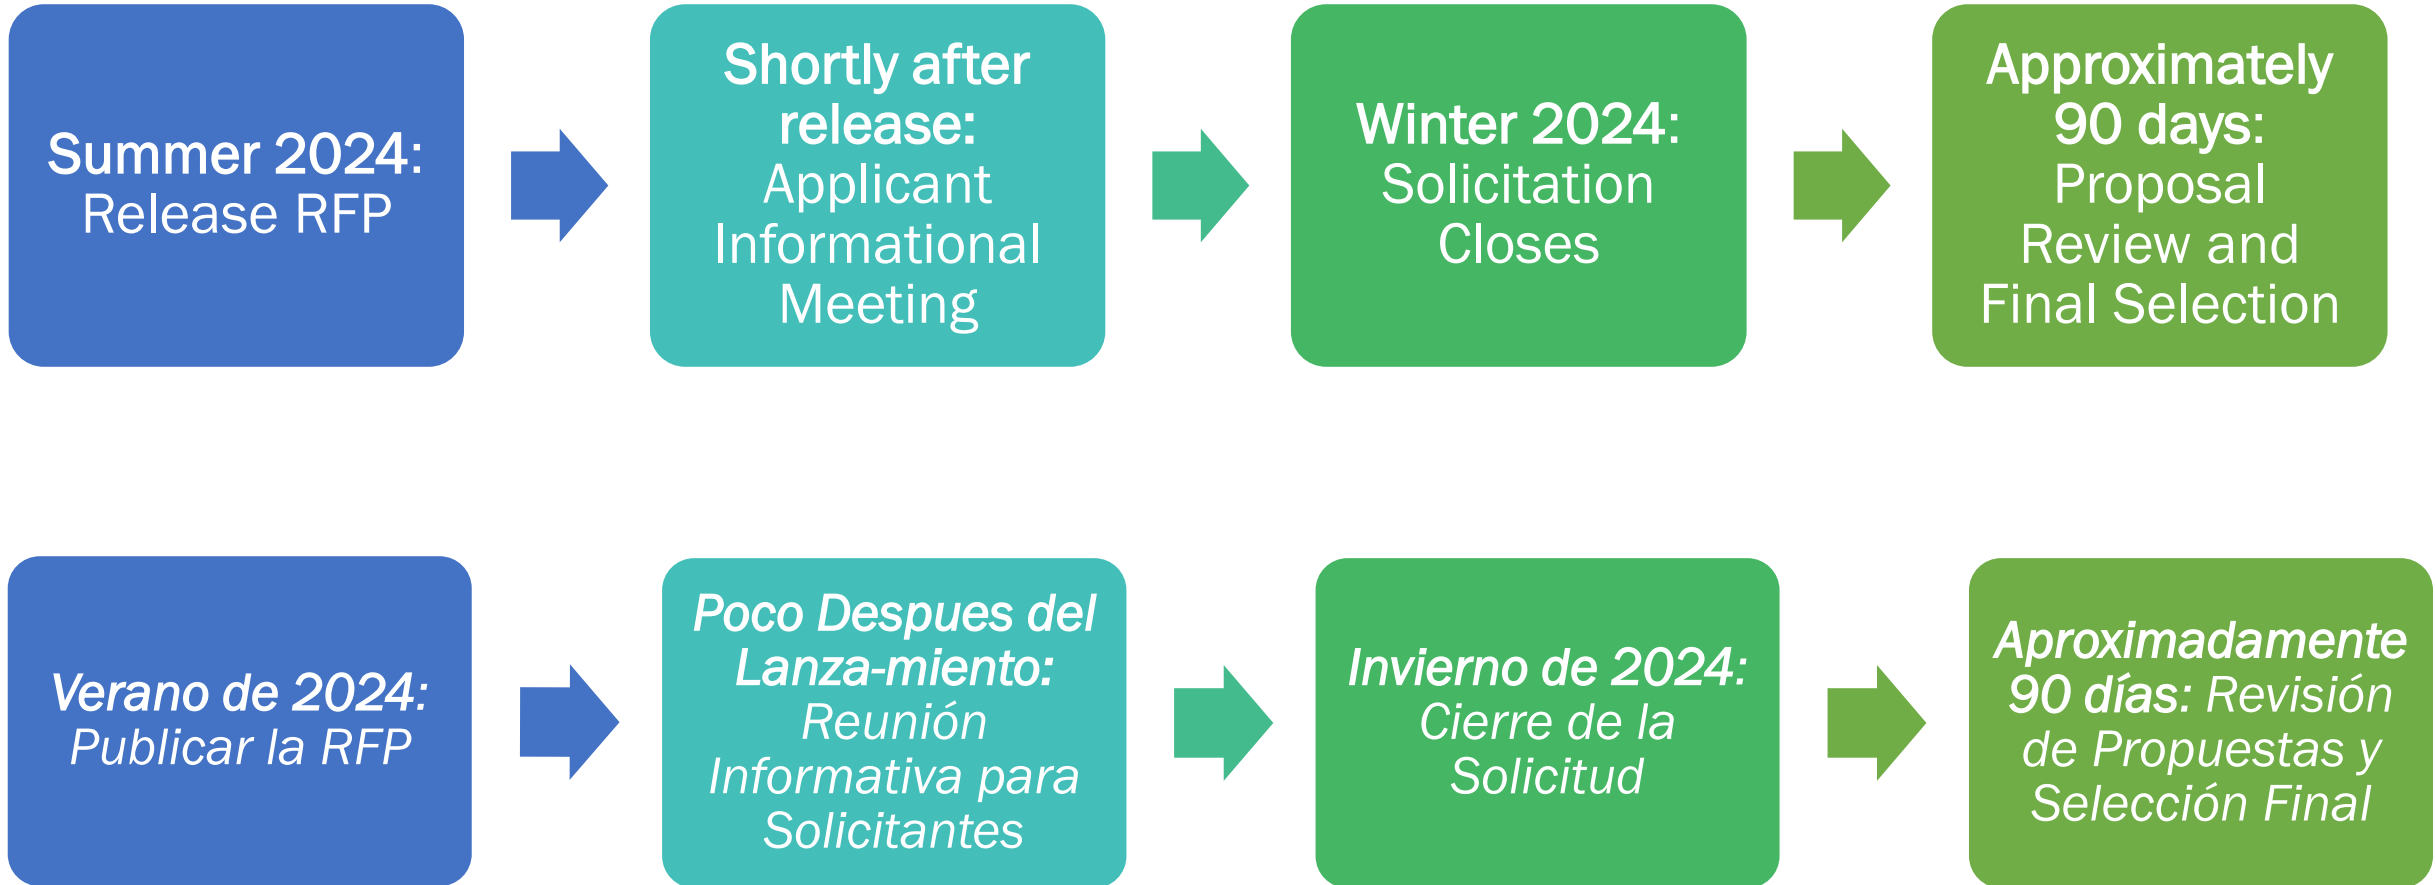 Summer 2024:
Release RFP
Shortly after
release:
Applicant
Informational
Meeting
Winter 2024:
Solicitation
Closes
Approximately
90 days:
Proposal
Review and
Final Selection
Verano de 2024:
Publicar la RFP
Poco Despues del
Lanza-miento:
Reunión
Informativa para
Solicitantes
Invierno de 2024:
Cierre de la
Solicitud
Aproximadamente
90 días: Revisión
de Propuestas y
Selección Final